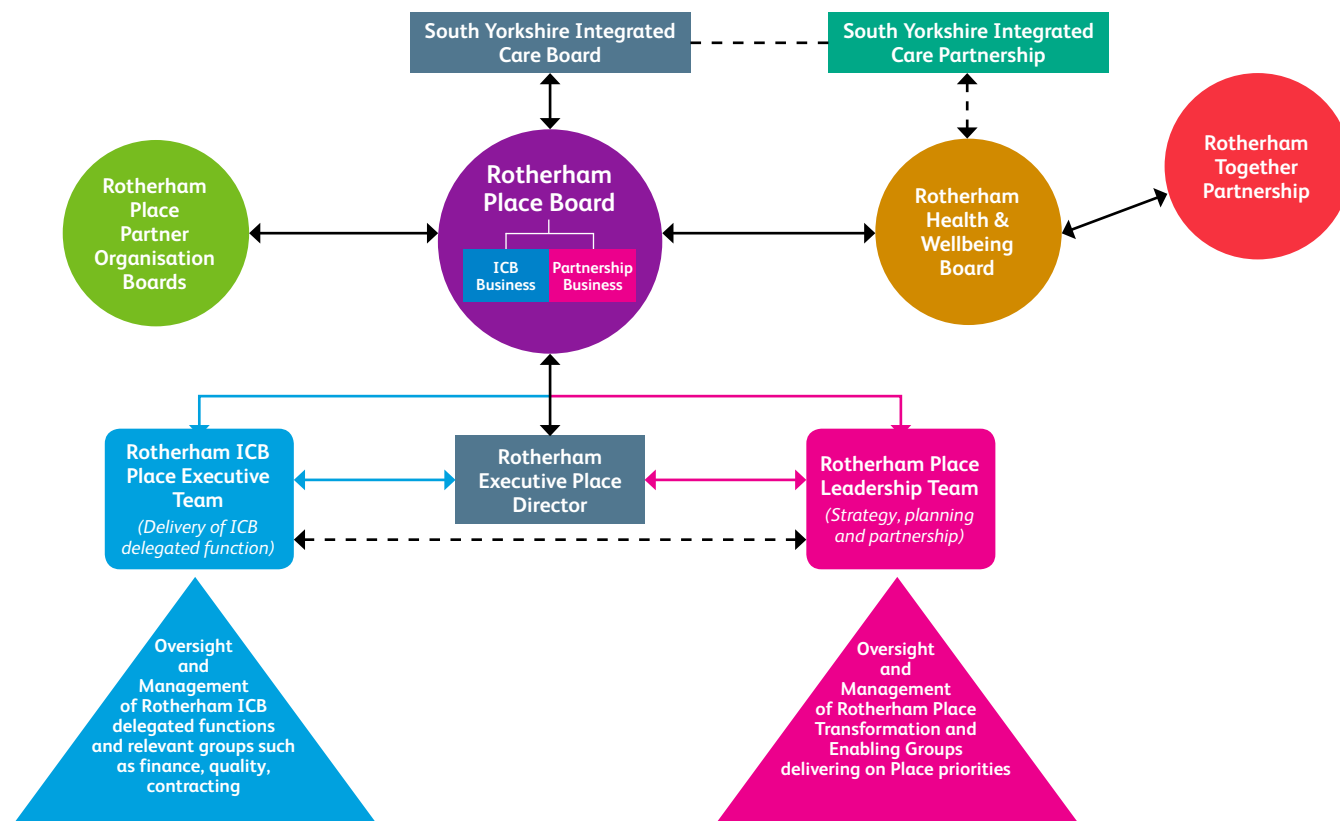 South Yorkshire Integrated
Care Board
South Yorkshire Integrated
Care Partnership
Rotherham
Place
Partner
Organisation
Boards
Rotherham
Place Board
ICB
Business
Partnership
Business
Rotherham
Health &
Wellbeing
Board
Rotherham
Together
Partnership
Rotherham ICB
Place Executive
Team
(Delivery of ICB
delegated function)
Rotherham
Executive Place
Director
Rotherham Place
Leadership Team
(Strategy, planning
and partnership)
Oversight
and
Management
of Rotherham ICB
delegated functions
and relevant groups such
as finance, quality,
contracting
Oversight
and
Management
of Rotherham Place
Transformation and
Enabling Groups
delivering on Place priorities